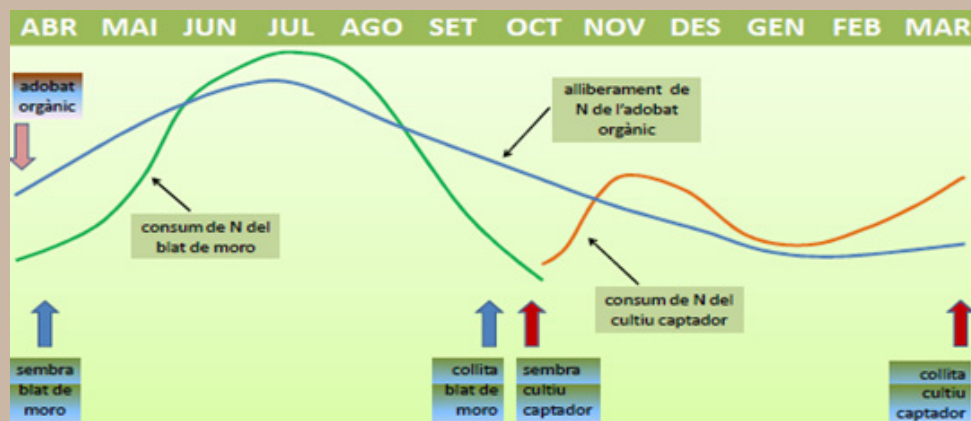 ABR MAI JUN JUL AGO SET OCT NOV DES GEN FEB MAR
adobat
orgànic
alliberament de
N de l'adobat
orgànic
consum de N del
blat de moro
consum de N del
cultiu captador
sembra
blat de
moro
collita
blat de
moro
sembra
cultiu
captador
collita
cultiu
captador